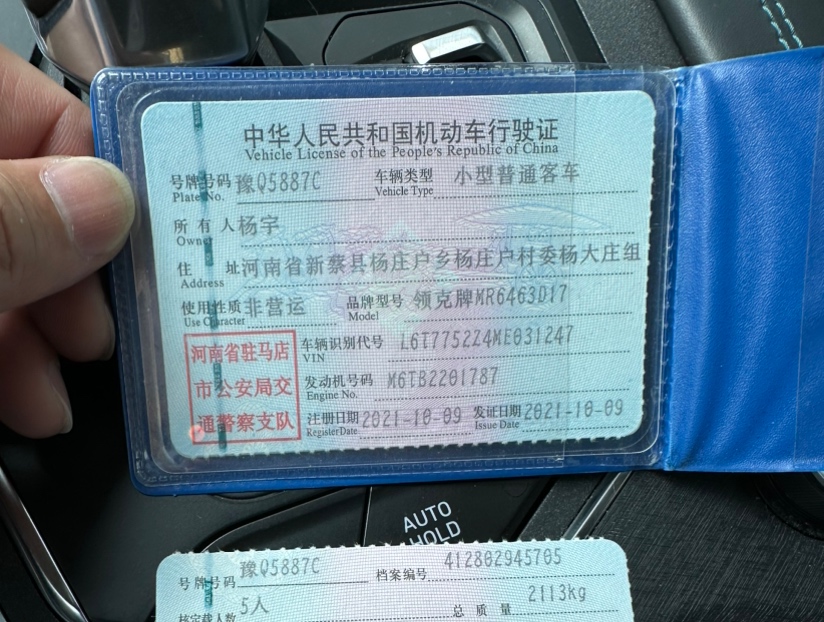 中华人民共和国机动车行驶证
Vehicle License of the People's Republic of China
号牌号码 豫Q5887C 车辆类型 小型普通客车
Plate No. Vehicle Type
所有人 杨宇
Owner
住址 河南省新蔡县杨庄户乡杨庄户村委杨大庄组
Address
使用性质 非营运 品牌型号 领克牌MR6463D17
Use Character Model
河南省驻马店
市公安局交
通警察支队
车辆识别代号 L6T7752Z4ME031247
VIN
发动机号码 M6TB2201787
Engine No.
注册日期 2021-10-09 发证日期 2021-10-09
Register Date Issue Date
AUTO
HOLD
号牌号码 豫Q5887C 档案编号 412802945705
核定载人数 5人 总质量 2113kg